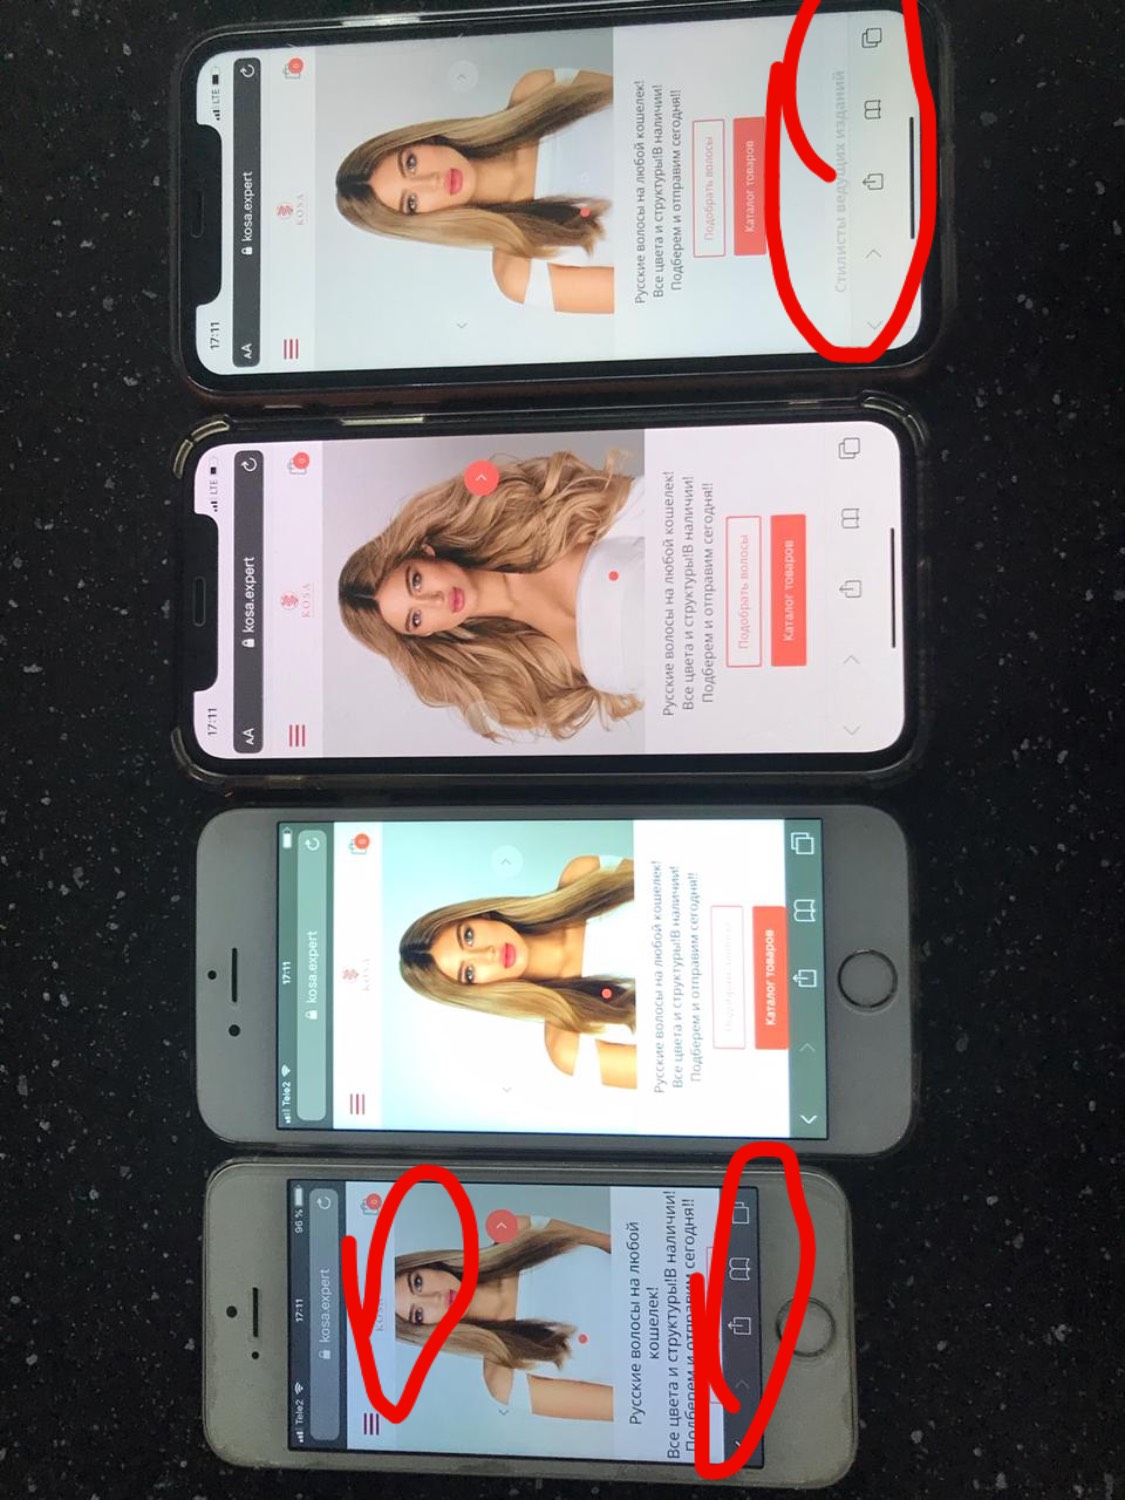 Tele2 17:11 96 %
kosa.expert
KOSA
0
Русские волосы на любой
кошелек!
Все цвета и структуры!В наличии!
Подберем и отправим сегодня!!
Tele2 17:11
kosa.expert
KOSA
0
Русские волосы на любой кошелек!
Все цвета и структуры!В наличии!
Подберем и отправим сегодня!!
Подобрать волосы
Каталог товаров
17:11 LTE
AA kosa.expert
KOSA
0
Русские волосы на любой кошелек!
Все цвета и структуры!В наличии!
Подберем и отправим сегодня!!
Подобрать волосы
Каталог товаров
17:11 LTE
AA kosa.expert
KOSA
0
Русские волосы на любой кошелек!
Все цвета и структуры!В наличии!
Подберем и отправим сегодня!!
Подобрать волосы
Каталог товаров
Стилисты ведущих изданий